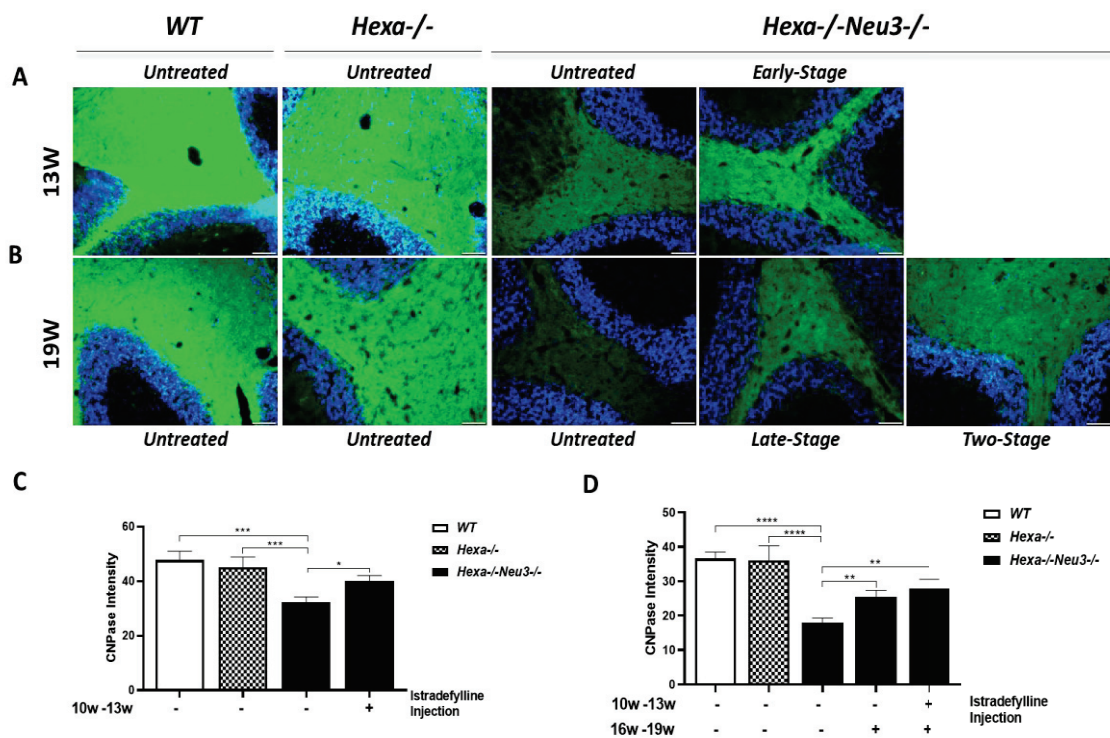 WT Hexa-/- Hexa-/-Neu3-/-
A Untreated Untreated Untreated Early-Stage
13W
B
19W
Untreated Untreated Untreated Late-Stage Two-Stage
C
CNPase Intensity
60
40
20
0
*** 
***
*
WT
Hexa-/-
Hexa-/-Neu3-/-
10w -13w - - - + Istradefylline
Injection
D
CNPase Intensity
50
40
30
20
10
0
****
****
**
**
WT
Hexa-/-
Hexa-/-Neu3-/-
10w -13w - - - - + Istradefylline
16w -19w - - - + + Injection